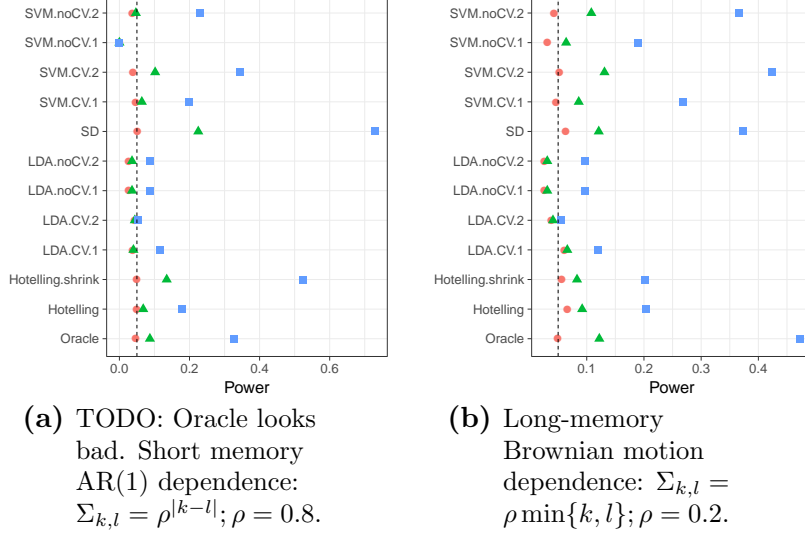 SVM.noCV.2
SVM.noCV.1
SVM.CV.2
SVM.CV.1
SD
LDA.noCV.2
LDA.noCV.1
LDA.CV.2
LDA.CV.1
Hotelling.shrink
Hotelling
Oracle
0.0 0.2 0.4 0.6
Power
(a) TODO: Oracle looks
bad. Short memory
AR(1) dependence:
Σk,l = ρ|k−l|; ρ = 0.8.
SVM.noCV.2
SVM.noCV.1
SVM.CV.2
SVM.CV.1
SD
LDA.noCV.2
LDA.noCV.1
LDA.CV.2
LDA.CV.1
Hotelling.shrink
Hotelling
Oracle
0.1 0.2 0.3 0.4
Power
(b) Long-memory
Brownian motion
dependence: Σk,l =
ρ min{k, l}; ρ = 0.2.